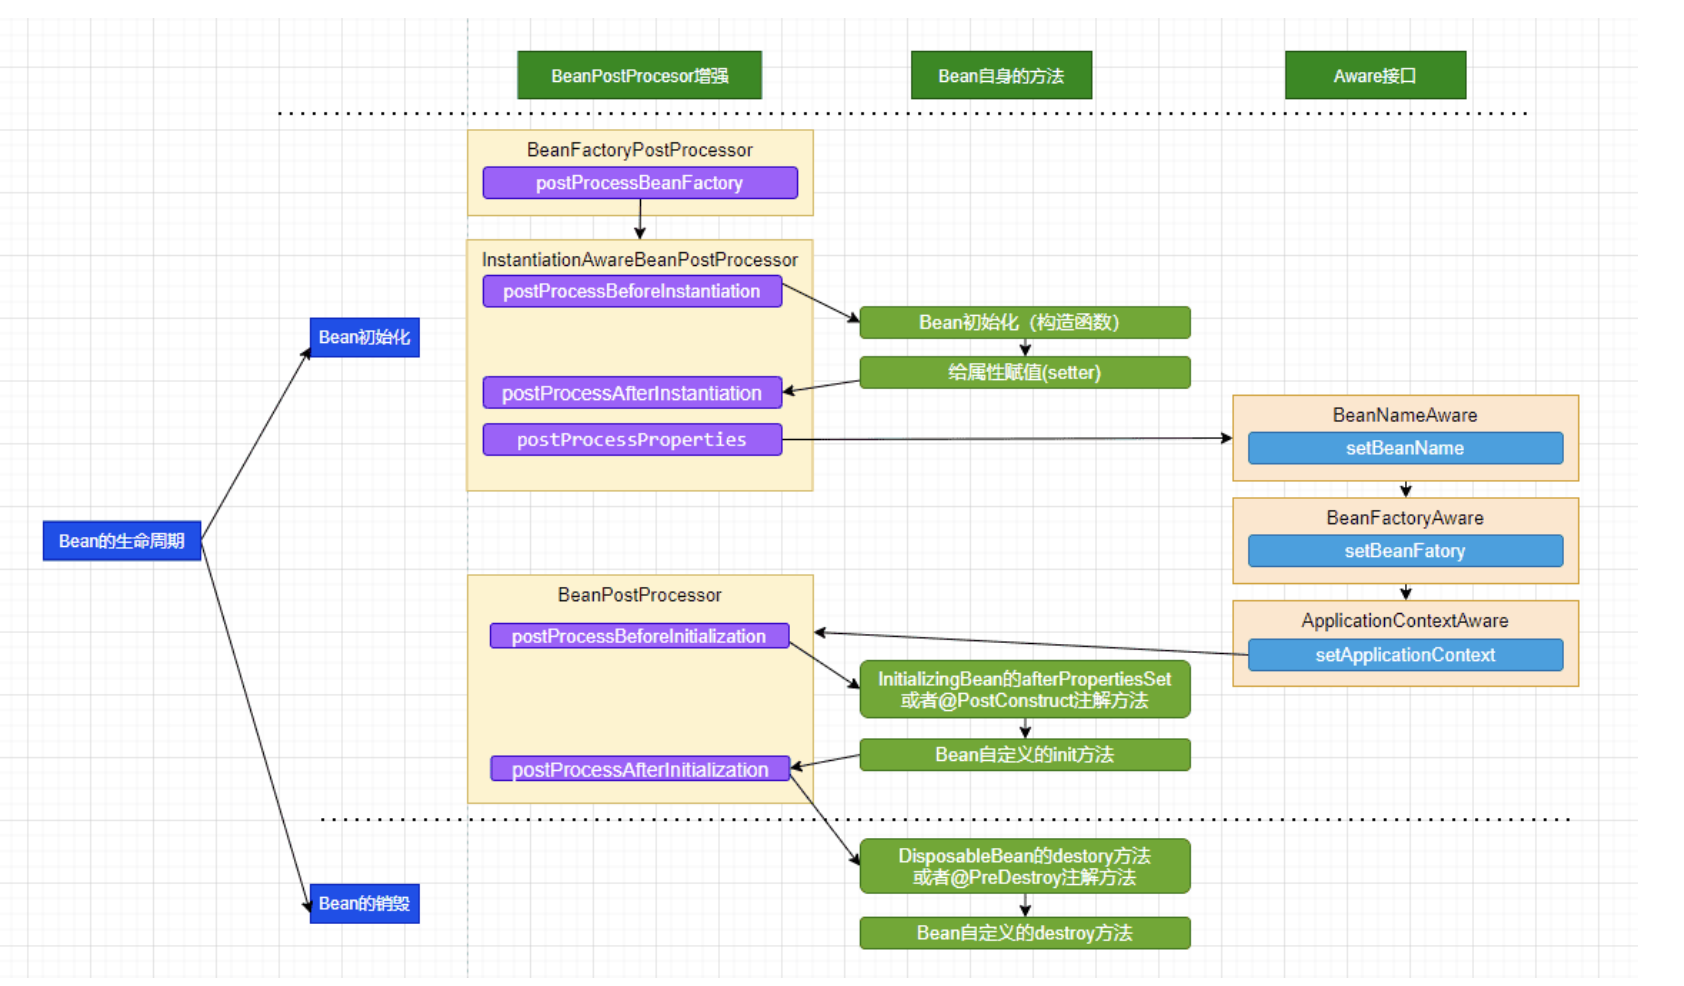 BeanPostProcesor增强
Bean自身的方法
Aware接口
BeanFactoryPostProcessor
postProcessBeanFactory
InstantiationAwareBeanPostProcessor
postProcessBeforeInstantiation
Bean初始化（构造函数）
Bean初始化
给属性赋值(setter)
postProcessAfterInstantiation
BeanNameAware
postProcessProperties
setBeanName
BeanFactoryAware
Bean的生命周期
setBeanFatory
BeanPostProcessor
ApplicationContextAware
postProcessBeforeInitialization
setApplicationContext
InitializingBean的afterPropertiesSet
或者@PostConstruct注解方法
Bean自定义的init方法
postProcessAfterInitialization
DisposableBean的destory方法
或者@PreDestroy注解方法
Bean的销毁
Bean自定义的destroy方法